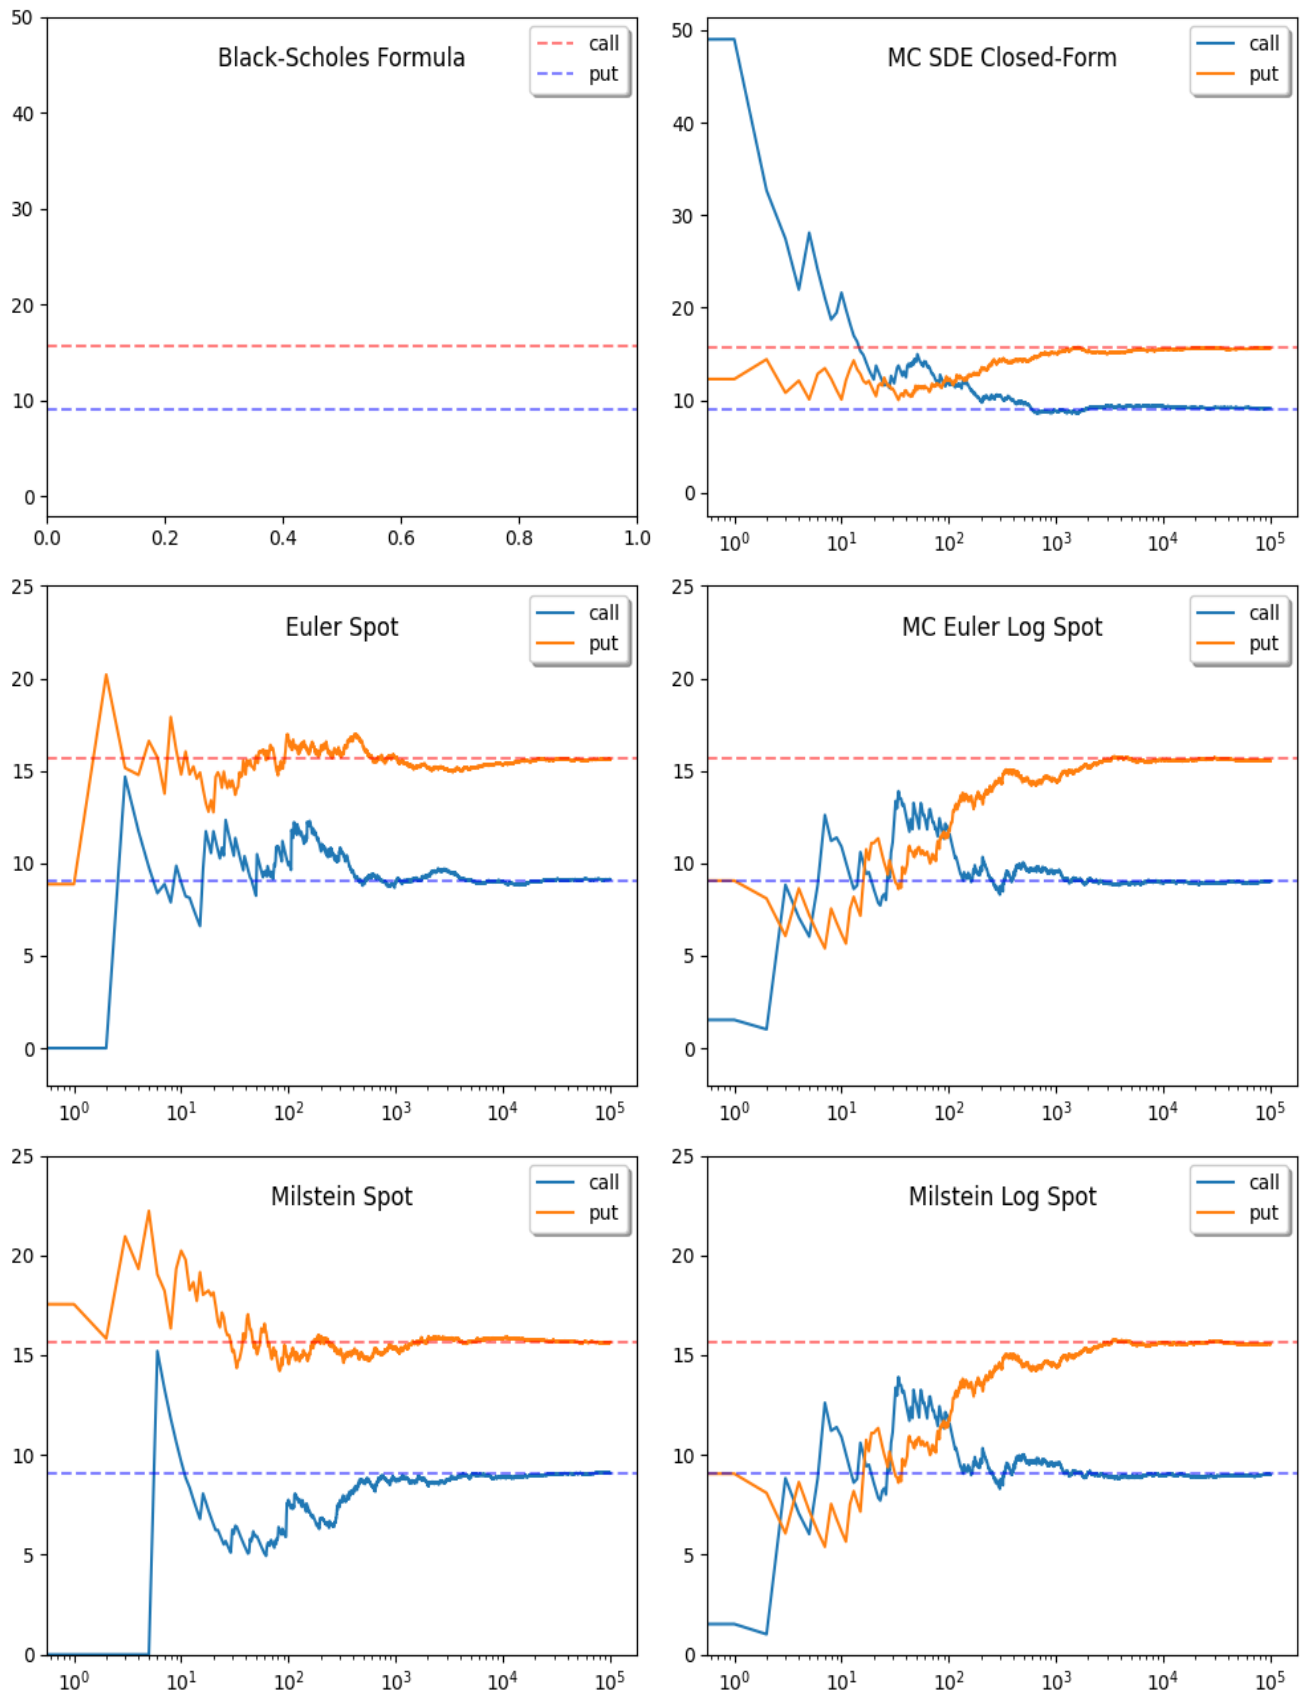 Black-Scholes Formula
call
put
50
40
30
20
10
0
0.0 0.2 0.4 0.6 0.8 1.0
MC SDE Closed-Form
call
put
50
40
30
20
10
0
10⁰ 10¹ 10² 10³ 10⁴ 10⁵
Euler Spot
call
put
25
20
15
10
5
0
10⁰ 10¹ 10² 10³ 10⁴ 10⁵
MC Euler Log Spot
call
put
25
20
15
10
5
0
10⁰ 10¹ 10² 10³ 10⁴ 10⁵
Milstein Spot
call
put
25
20
15
10
5
0
10⁰ 10¹ 10² 10³ 10⁴ 10⁵
Milstein Log Spot
call
put
25
20
15
10
5
0
10⁰ 10¹ 10² 10³ 10⁴ 10⁵